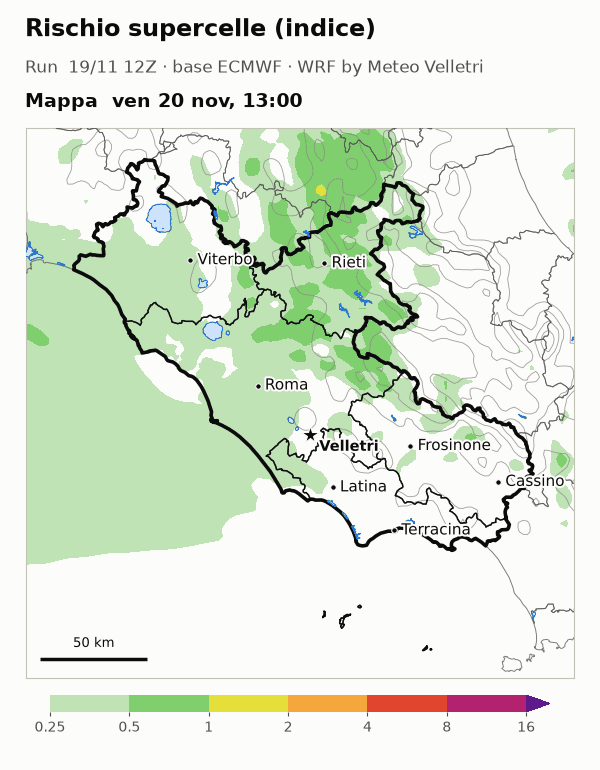 Rischio supercelle (indice)
Run  19/11 12Z · base ECMWF · WRF by Meteo Velletri
Mappa  ven 20 nov, 13:00
Viterbo
Rieti
Roma
Velletri
Frosinone
Cassino
Latina
Terracina
50 km
0.25 0.5 1 2 4 8 16